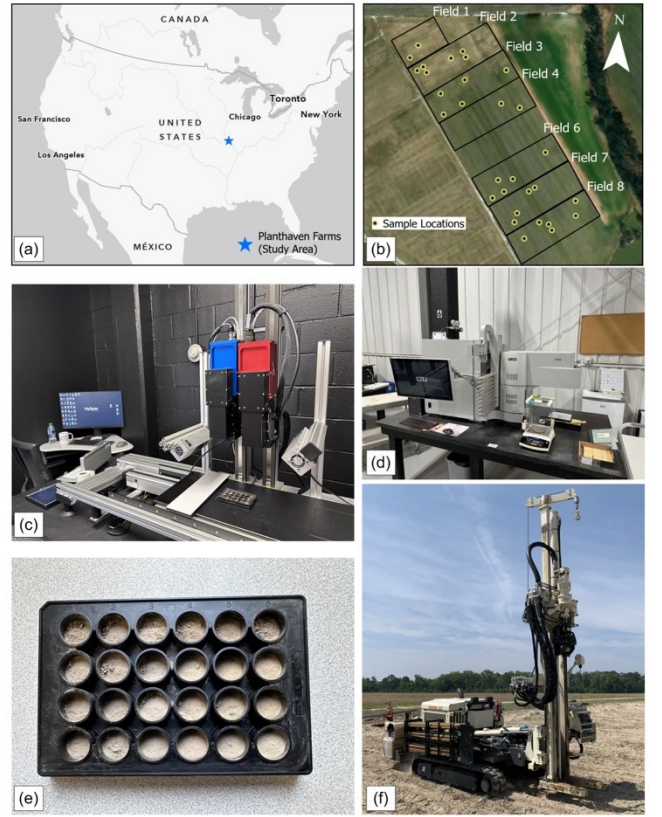 CANADA
Toronto
Chicago
New York
San Francisco
UNITED
STATES
Los Angeles
MÉXICO
Planthaven Farms
(Study Area)
(a)
Field 1
Field 2
Field 3
Field 4
Field 6
Field 7
Field 8
N
Sample Locations
(b)
(c)
(d)
(e)
(f)